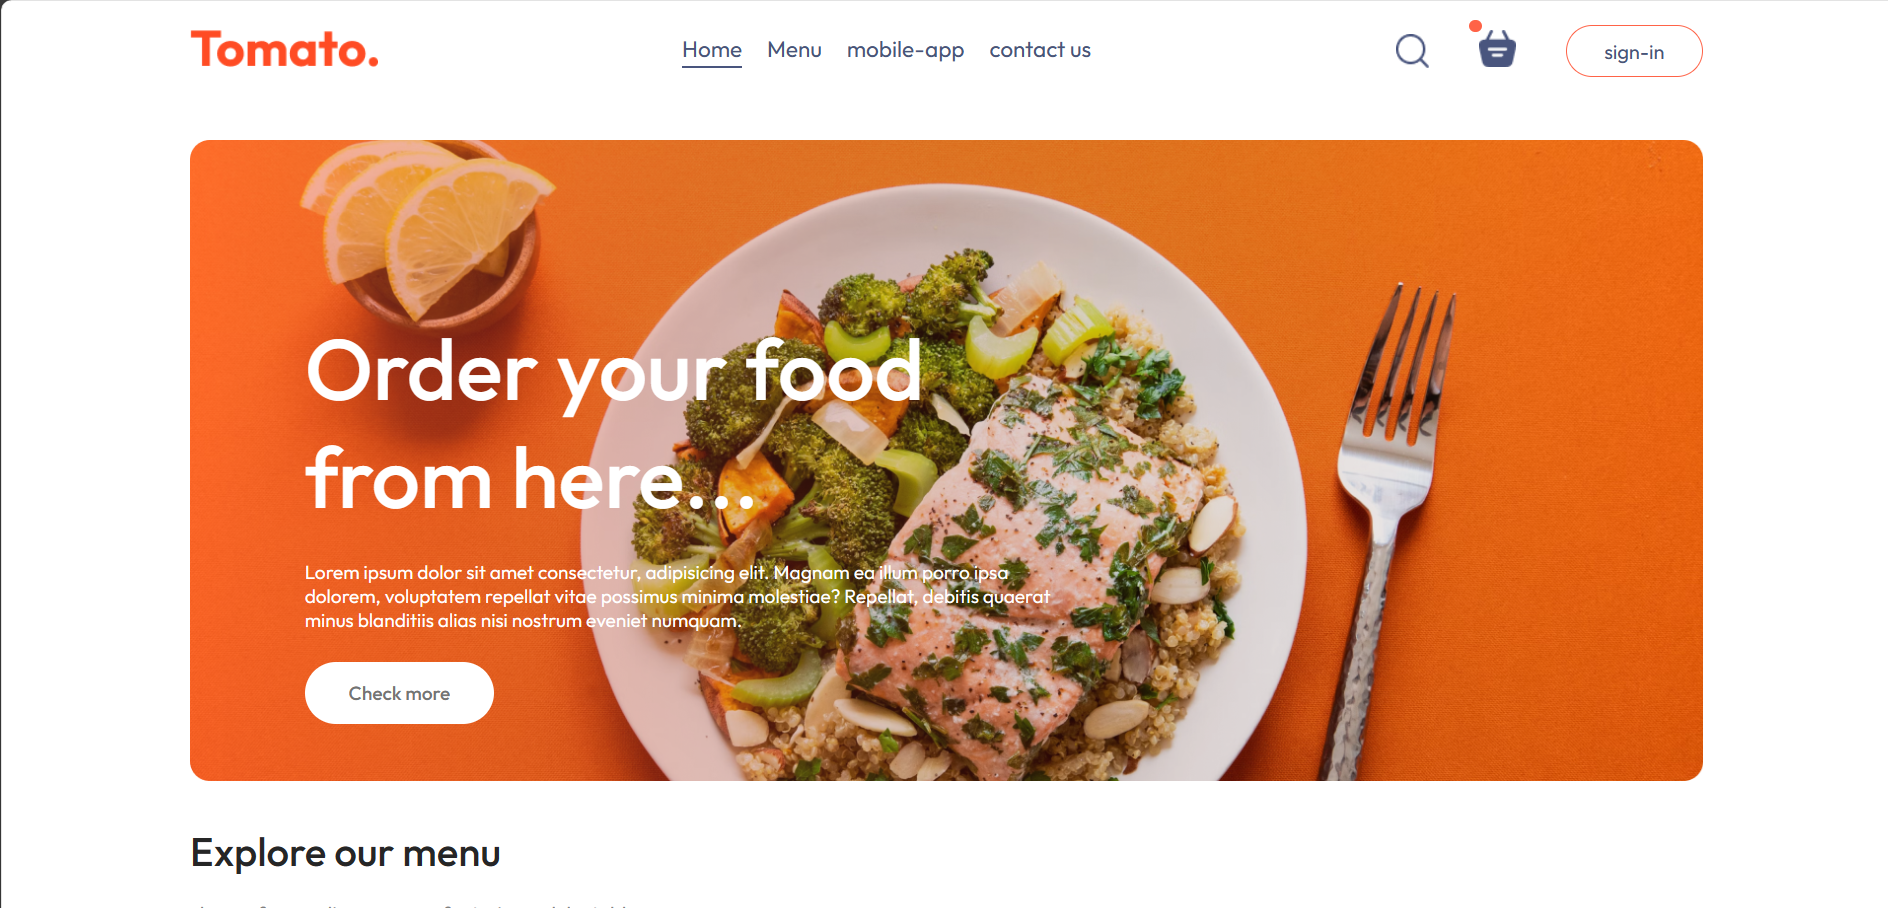 Tomato.
Home Menu mobile-app contact us
sign-in
Order your food
from here...
Lorem ipsum dolor sit amet consectetur, adipisicing elit. Magnam ea illum porro ipsa
dolorem, voluptatem repellat vitae possimus minima molestiae? Repellat, debitis quaerat
minus blanditiis alias nisi nostrum eveniet numquam.
Check more
Explore our menu